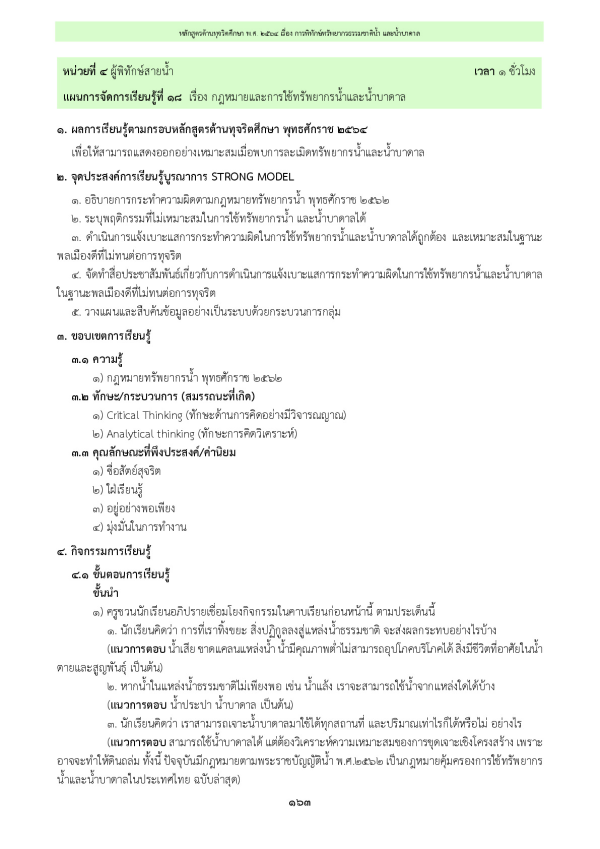 หลักสูตรต้านทุจริตศึกษา พ.ศ. ๒๕๖๔ เรื่อง การพิทักษ์ทรัพยากรธรรมชาติน้ำ และน้ำบาดาล
หน่วยที่ ๔ ผู้พิทักษ์สายน้ำ เวลา ๑ ชั่วโมง
แผนการจัดการเรียนรู้ที่ ๑๘ เรื่อง กฎหมายและการใช้ทรัพยากรน้ำและน้ำบาดาล
๑. ผลการเรียนรู้ตามกรอบหลักสูตรต้านทุจริตศึกษา พุทธศักราช ๒๕๖๔
เพื่อให้สามารถแสดงออกอย่างเหมาะสมเมื่อพบการละเมิดทรัพยากรน้ำและน้ำบาดาล
๒. จุดประสงค์การเรียนรู้บูรณาการ STRONG MODEL
๑. อธิบายการกระทำความผิดตามกฎหมายทรัพยากรน้ำ พุทธศักราช ๒๕๖๒
๒. ระบุพฤติกรรมที่ไม่เหมาะสมในการใช้ทรัพยากรน้ำ และน้ำบาดาลได้
๓. ดำเนินการแจ้งเบาะแสการกระทำความผิดในการใช้ทรัพยากรน้ำและน้ำบาดาลได้ถูกต้อง และเหมาะสมในฐานะ
พลเมืองดีที่ไม่ทนต่อการทุจริต
๔. จัดทำสื่อประชาสัมพันธ์เกี่ยวกับการดำเนินการแจ้งเบาะแสการกระทำความผิดในการใช้ทรัพยากรน้ำและน้ำบาดาล
ในฐานะพลเมืองดีที่ไม่ทนต่อการทุจริต
๕. วางแผนและสืบค้นข้อมูลอย่างเป็นระบบด้วยกระบวนการกลุ่ม
๓. ขอบเขตการเรียนรู้
๓.๑ ความรู้
๑) กฎหมายทรัพยากรน้ำ พุทธศักราช ๒๕๖๒
๓.๒ ทักษะ/กระบวนการ (สมรรถนะที่เกิด)
๑) Critical Thinking (ทักษะด้านการคิดอย่างมีวิจารณญาณ)
๒) Analytical thinking (ทักษะการคิดวิเคราะห์)
๓.๓ คุณลักษณะที่พึงประสงค์/ค่านิยม
๑) ซื่อสัตย์สุจริต
๒) ใฝ่เรียนรู้
๓) อยู่อย่างพอเพียง
๔) มุ่งมั่นในการทำงาน
๔. กิจกรรมการเรียนรู้
๔.๑ ขั้นตอนการเรียนรู้
ขั้นนำ
๑) ครูชวนนักเรียนอภิปรายเชื่อมโยงกิจกรรมในคาบเรียนก่อนหน้านี้ ตามประเด็นนี้
๑. นักเรียนคิดว่า การที่เราทิ้งขยะ สิ่งปฏิกูลลงสู่แหล่งน้ำธรรมชาติ จะส่งผลกระทบอย่างไรบ้าง
(แนวการตอบ น้ำเสีย ขาดแคลนแหล่งน้ำ น้ำมีคุณภาพต่ำไม่สามารถอุปโภคบริโภคได้ สิ่งมีชีวิตที่อาศัยในน้ำ
ตายและสูญพันธุ์ เป็นต้น)
๒. หากน้ำในแหล่งน้ำธรรมชาติไม่เพียงพอ เช่น น้ำแล้ง เราจะสามารถใช้น้ำจากแหล่งใดได้บ้าง
(แนวการตอบ น้ำประปา น้ำบาดาล เป็นต้น)
๓. นักเรียนคิดว่า เราสามารถเจาะน้ำบาดาลมาใช้ได้ทุกสถานที่ และปริมาณเท่าไรก็ได้หรือไม่ อย่างไร
(แนวการตอบ สามารถใช้น้ำบาดาลได้ แต่ต้องวิเคราะห์ความเหมาะสมของการขุดเจาะเชิงโครงสร้าง เพราะ
อาจจะทำให้ดินถล่ม ทั้งนี้ ปัจจุบันมีกฎหมายตามพระราชบัญญัติน้ำ พ.ศ.๒๕๖๒ เป็นกฎหมายคุ้มครองการใช้ทรัพยากร
น้ำและน้ำบาดาลในประเทศไทย ฉบับล่าสุด)
๑๖๓